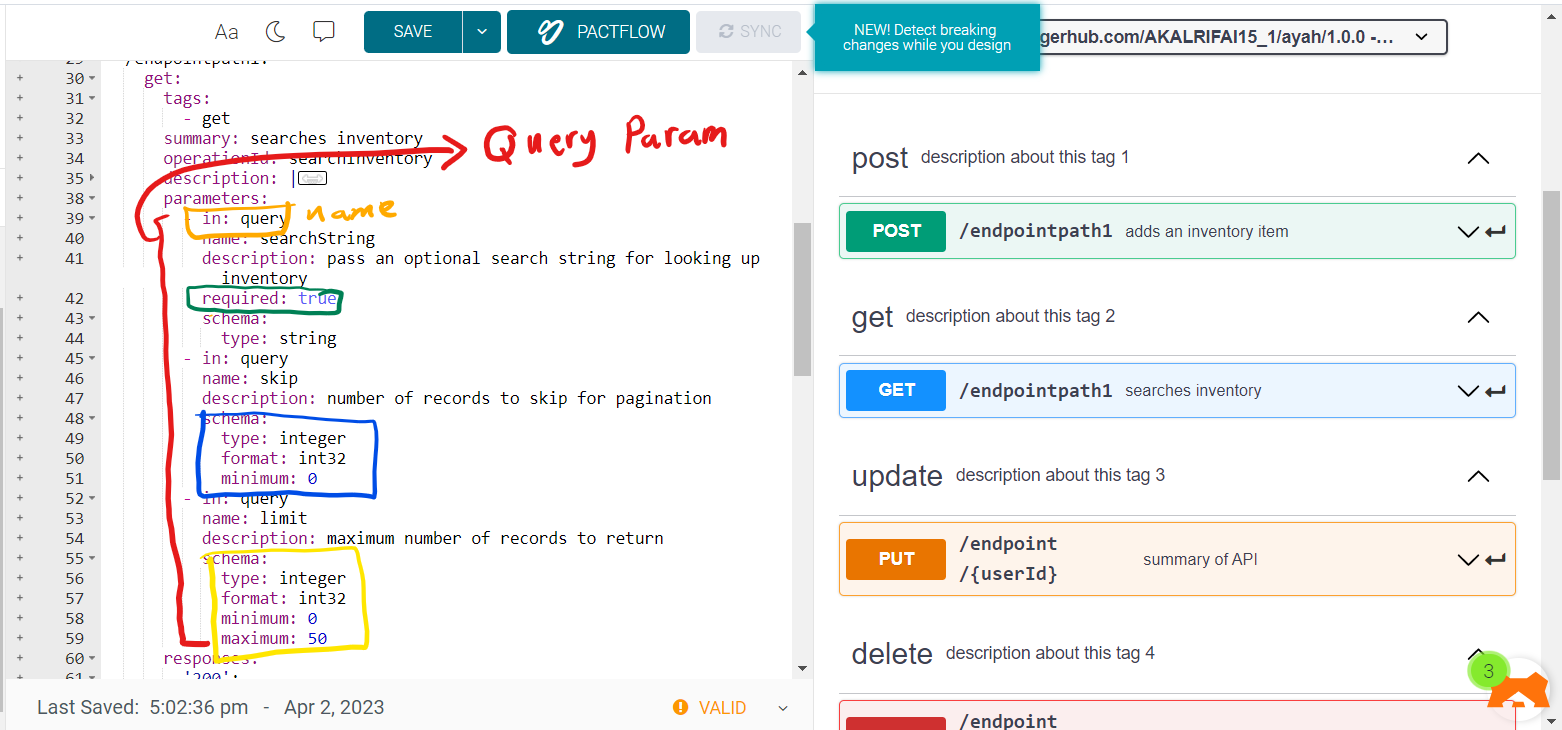 Aa
SAVE
PACTFLOW
SYNC
NEW! Detect breaking
changes while you design
gerhub.com/AKALRIFAI15_1/ayah/1.0.0 -...
29 /endpointpath1:
30 get:
31 tags:
32 - get
33 summary: searches inventory
34 operationId: searchInventory
35 description: |
38 parameters:
39 - in: query
40 name: searchString
41 description: pass an optional search string for looking up
inventory
42 required: true
43 schema:
44 type: string
45 - in: query
46 name: skip
47 description: number of records to skip for pagination
48 schema:
49 type: integer
50 format: int32
51 minimum: 0
52 - in: query
53 name: limit
54 description: maximum number of records to return
55 schema:
56 type: integer
57 format: int32
58 minimum: 0
59 maximum: 50
60 responses:
61 '200':
Query Param
name
Last Saved: 5:02:36 pm - Apr 2, 2023
VALID
post description about this tag 1
POST /endpointpath1 adds an inventory item
get description about this tag 2
GET /endpointpath1 searches inventory
update description about this tag 3
PUT /endpoint
/{userId} summary of API
delete description about this tag 4
/endpoint
3